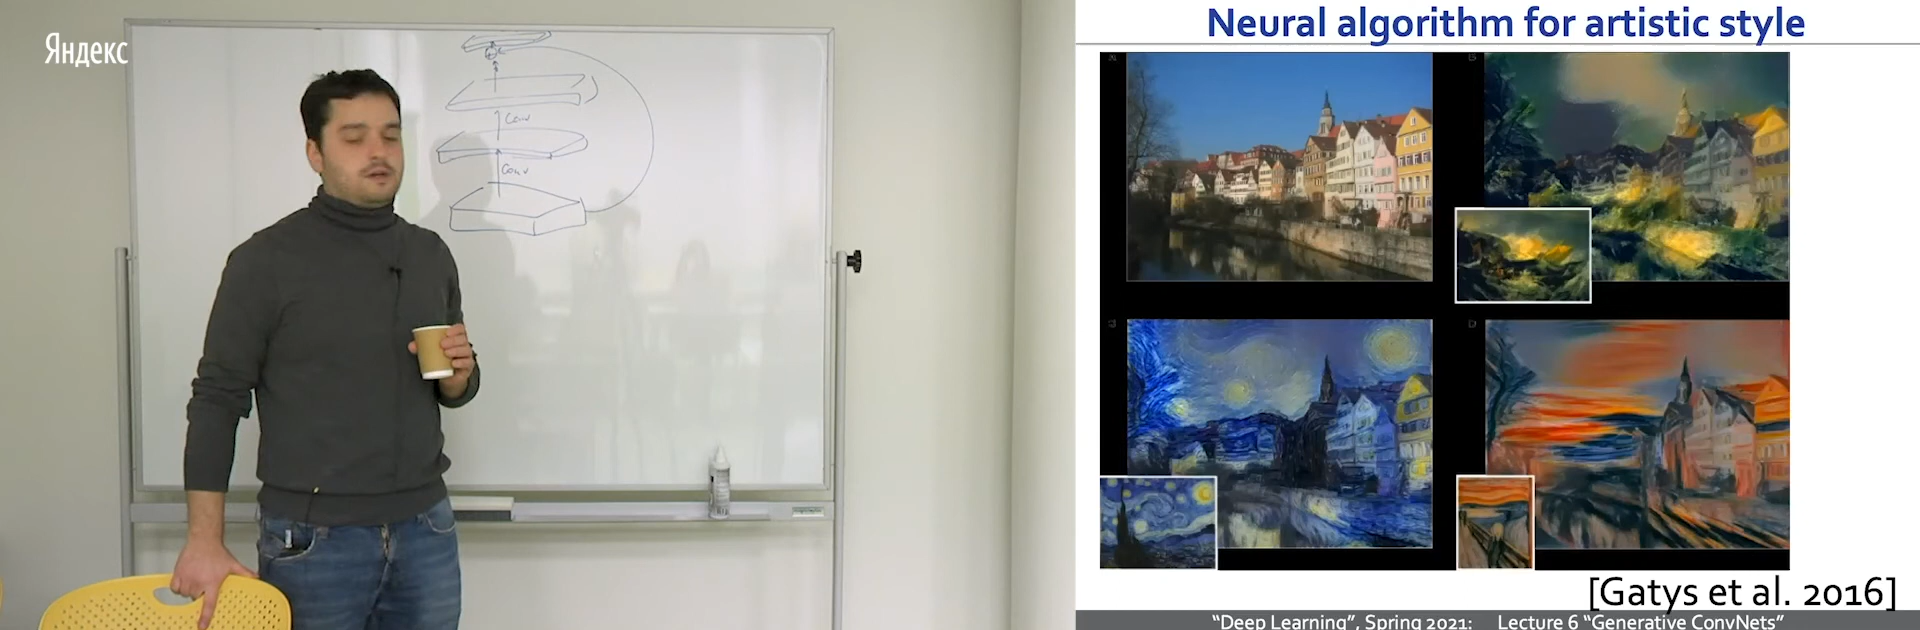 Яндекс
Conv
Conv
Neural algorithm for artistic style
[Gatys et al. 2016]
“Deep Learning”, Spring 2021: Lecture 6 “Generative ConvNets”